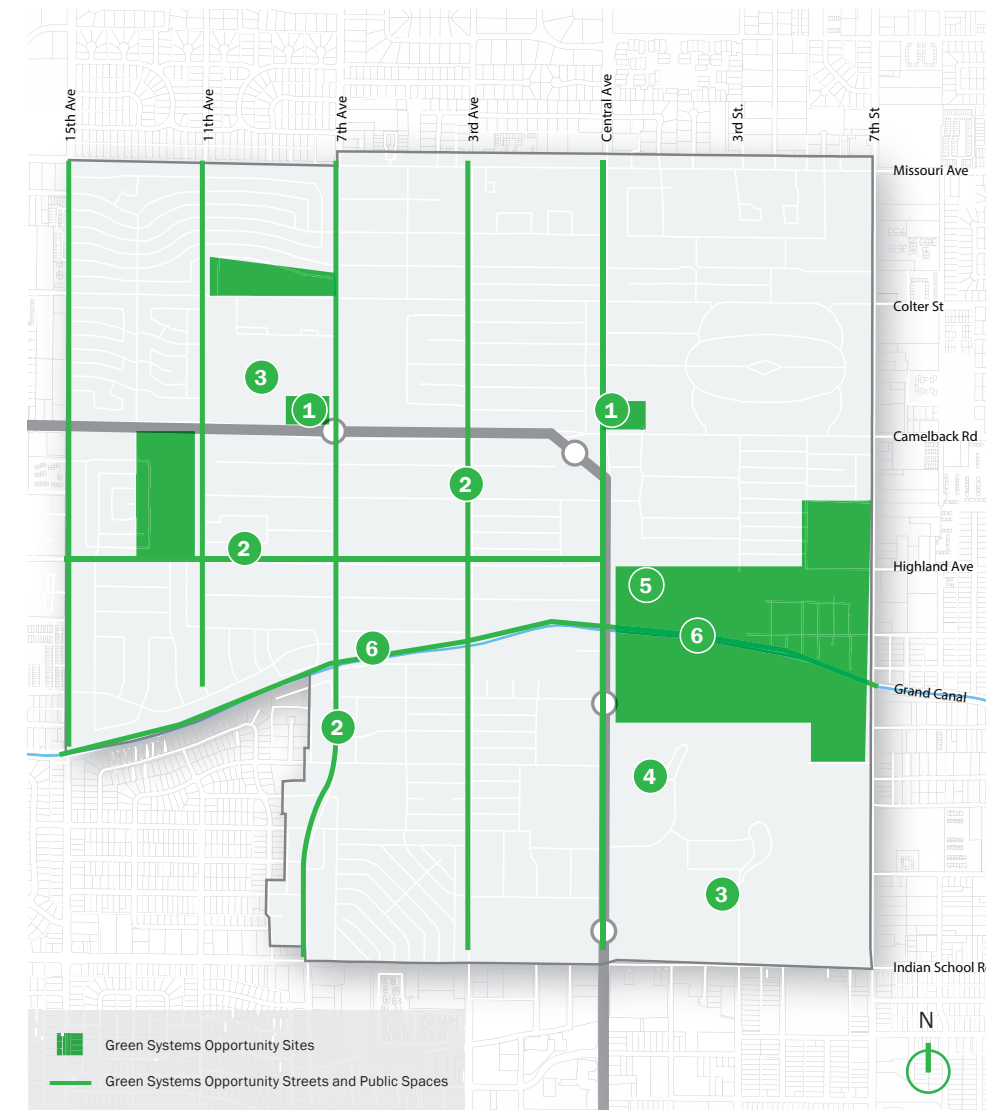 15th Ave
11th Ave
7th Ave
3rd Ave
Central Ave
3rd St.
7th St
Missouri Ave
Colter St
3
1
1
Camelback Rd
2
2
Highland Ave
5
6
6
Grand Canal
2
4
3
Indian School R
N
Green Systems Opportunity Sites
Green Systems Opportunity Streets and Public Spaces